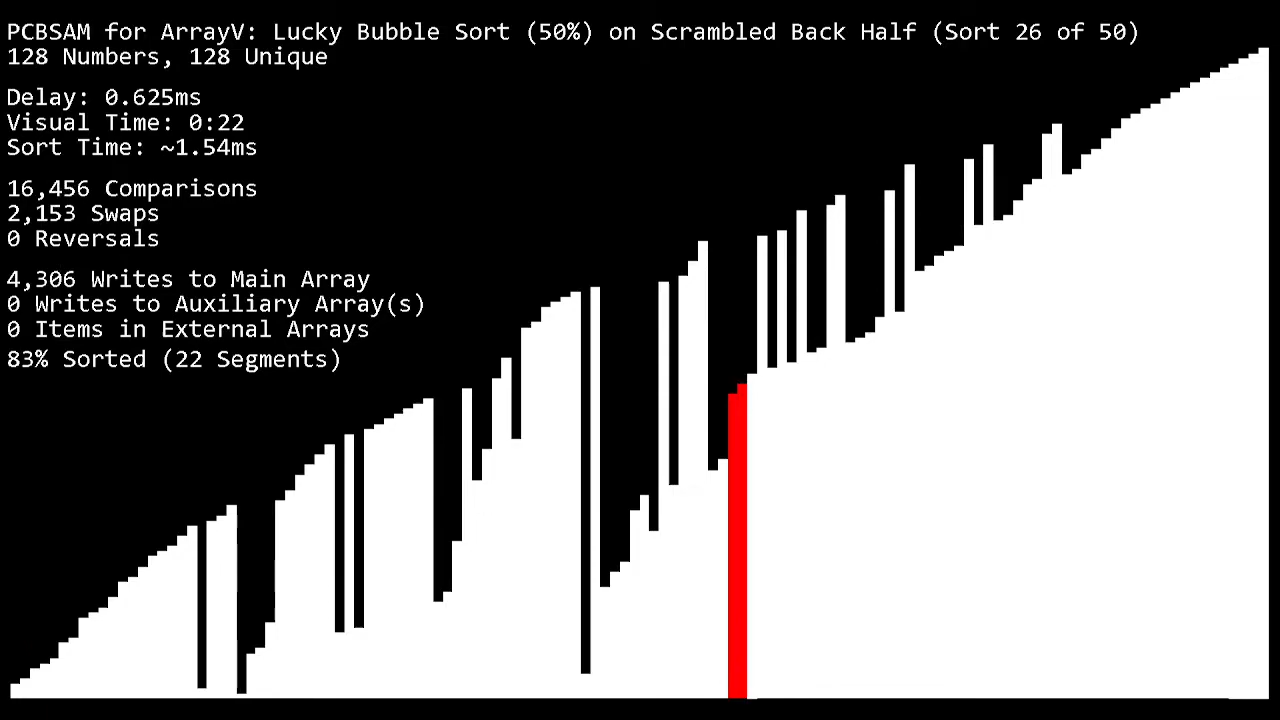 PCBSAM for ArrayV: Lucky Bubble Sort (50%) on Scrambled Back Half (Sort 26 of 50)
128 Numbers, 128 Unique
Delay: 0.625ms
Visual Time: 0:22
Sort Time: ~1.54ms
16,456 Comparisons
2,153 Swaps
0 Reversals
4,306 Writes to Main Array
0 Writes to Auxiliary Array(s)
0 Items in External Arrays
83% Sorted (22 Segments)